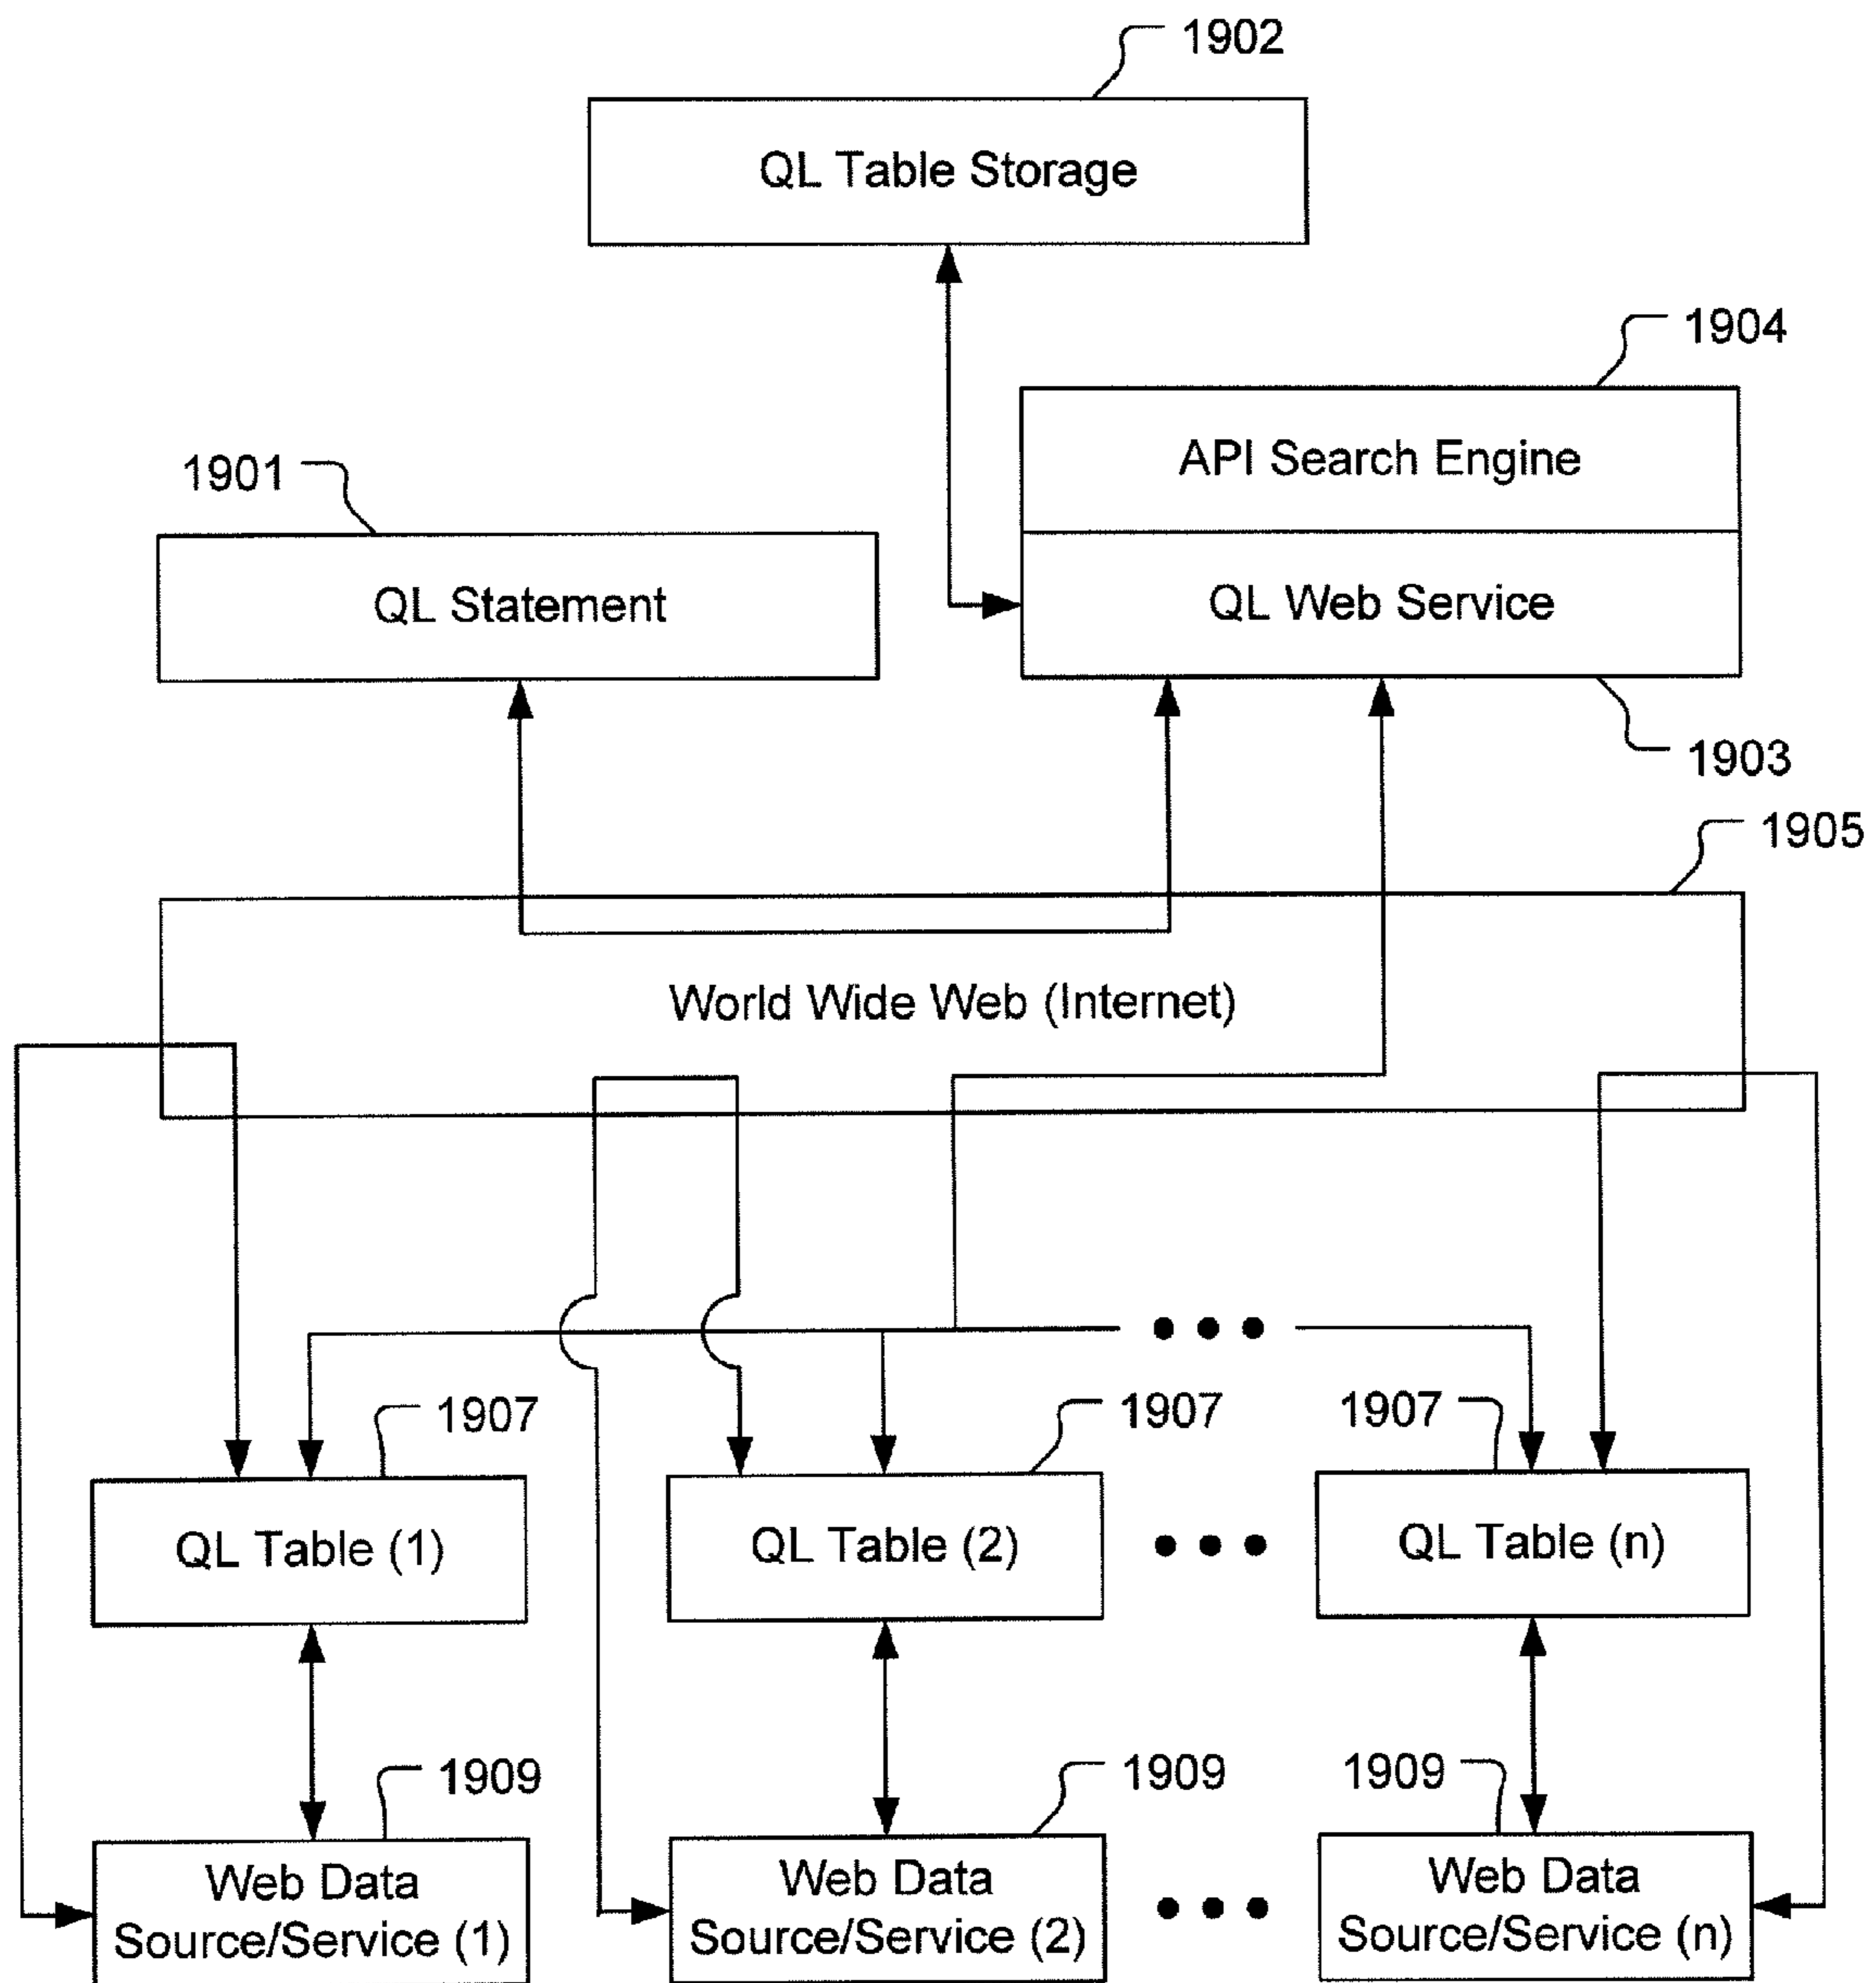 1902
QL Table Storage
1904
API Search Engine
1901
QL Statement
QL Web Service
1903
1905
World Wide Web (Internet)
1907
1907
1907
QL Table (1)
QL Table (2)
QL Table (n)
1909
1909
1909
Web Data
Source/Service (1)
Web Data
Source/Service (2)
Web Data
Source/Service (n)